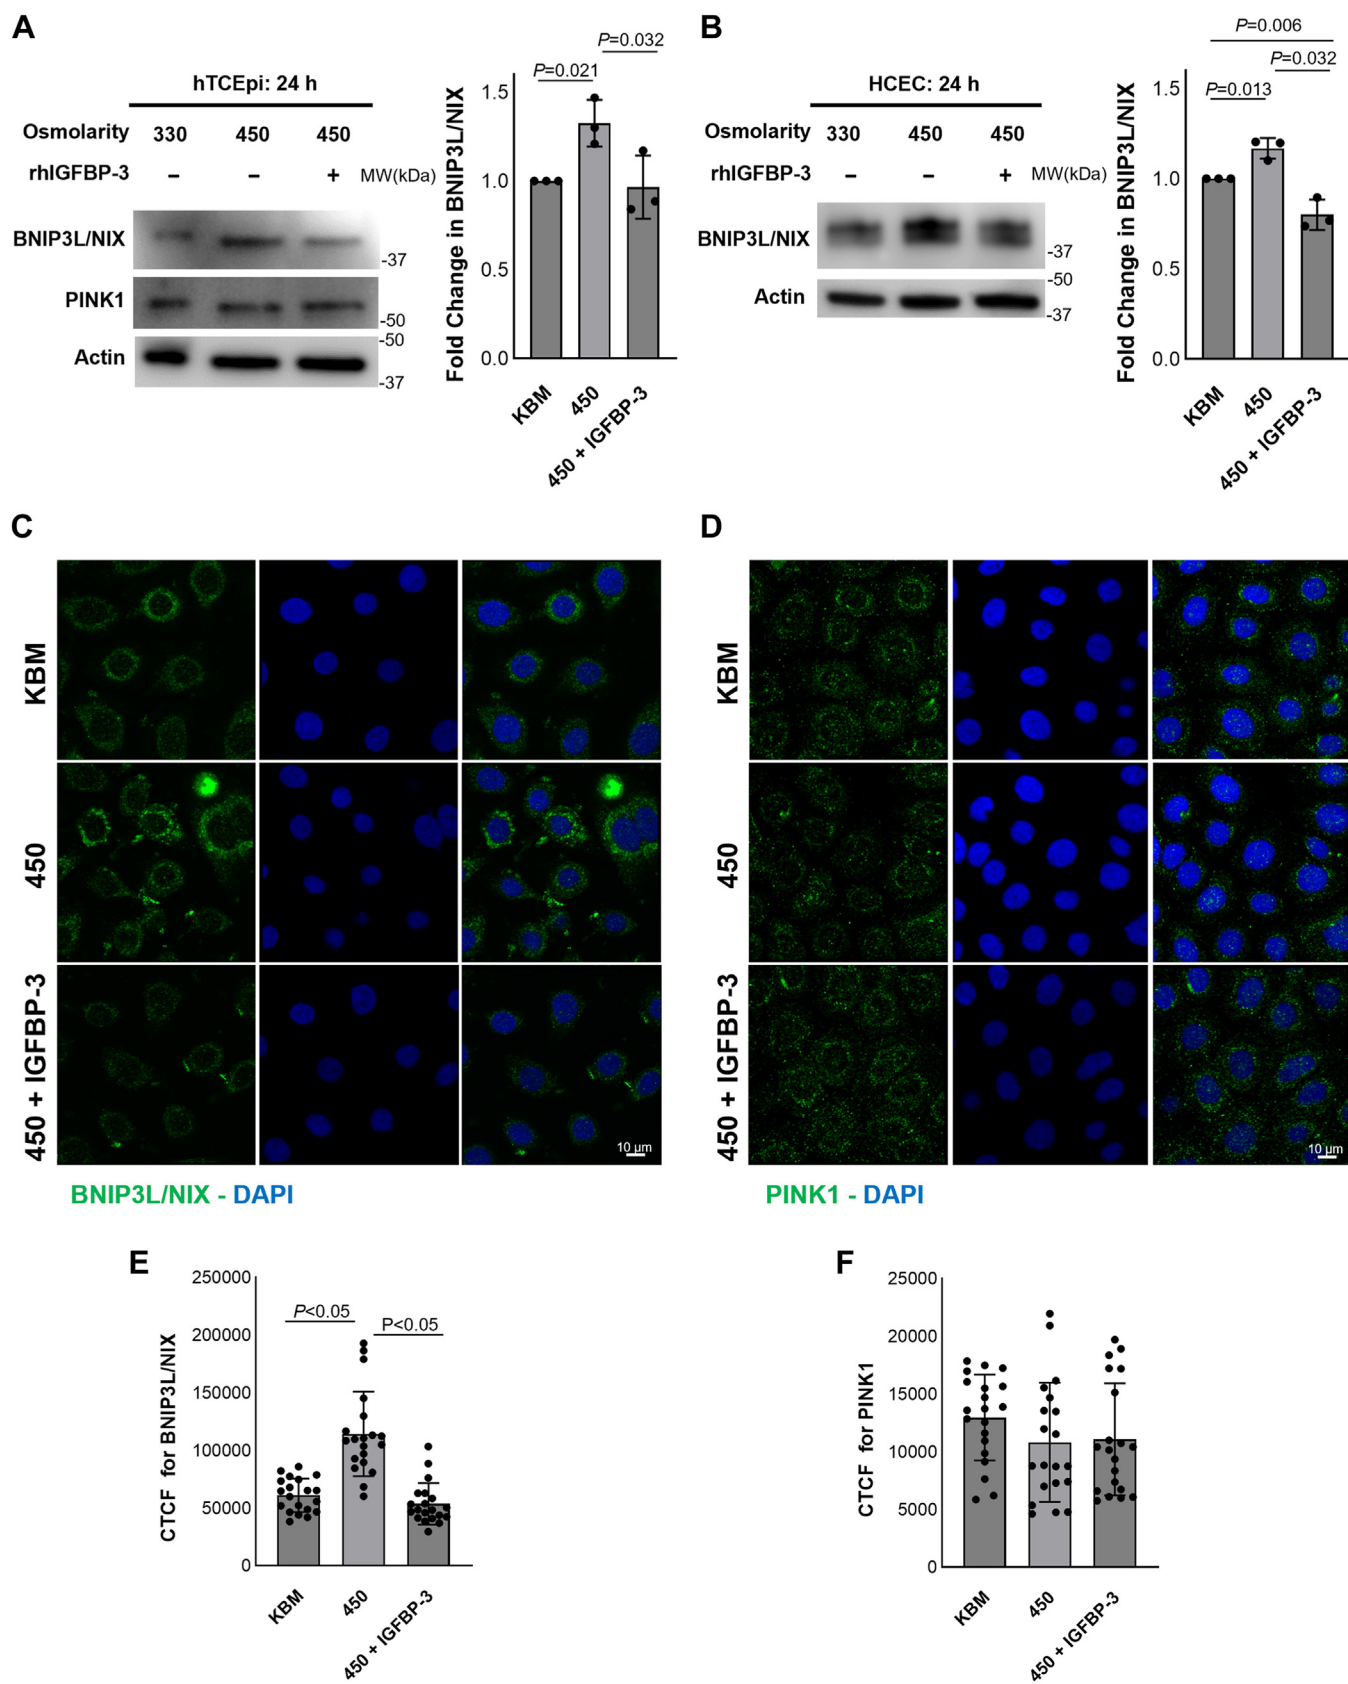 A
hTCEpi: 24 h
Osmolarity 330 450 450
rhIGFBP-3 – – + MW(kDa)
BNIP3L/NIX
-37
PINK1
-50
-50
Actin
-37
Fold Change in BNIP3L/NIX
P=0.032
P=0.021
1.5
1.0
0.5
0.0
KBM
450
450 + IGFBP-3
B
HCEC: 24 h
Osmolarity 330 450 450
rhIGFBP-3 – – + MW(kDa)
BNIP3L/NIX
-37
-50
Actin
-37
Fold Change in BNIP3L/NIX
P=0.006
P=0.032
P=0.013
1.5
1.0
0.5
0.0
KBM
450
450 + IGFBP-3
C
KBM
450
450 + IGFBP-3
10 µm
BNIP3L/NIX - DAPI
D
KBM
450
450 + IGFBP-3
10 µm
PINK1 - DAPI
E
CTCF for BNIP3L/NIX
250000
200000
150000
100000
50000
0
P<0.05
P<0.05
KBM
450
450 + IGFBP-3
F
CTCF for PINK1
25000
20000
15000
10000
5000
0
KBM
450
450 + IGFBP-3